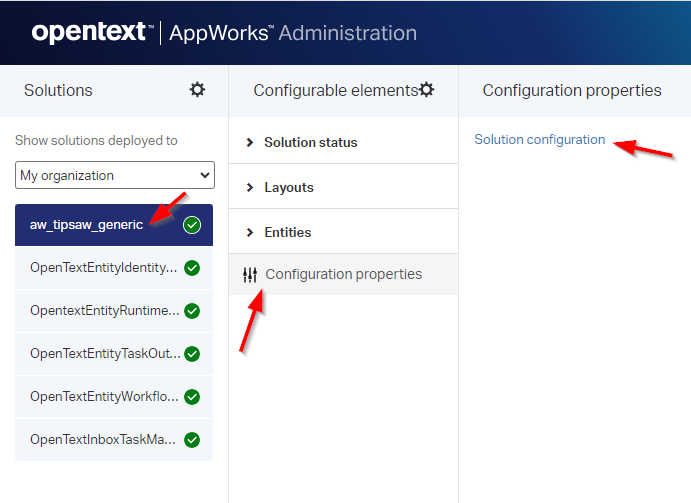 opentext™ | AppWorks™ Administration
Solutions
Show solutions deployed to
My organization
aw_tipsaw_generic
OpenTextEntityIdentity...
OpentextEntityRuntime...
OpenTextEntityTaskOut...
OpenTextEntityWorkflo...
OpenTextInboxTaskMa...
Configurable elements
Solution status
Layouts
Entities
Configuration properties
Configuration properties
Solution configuration